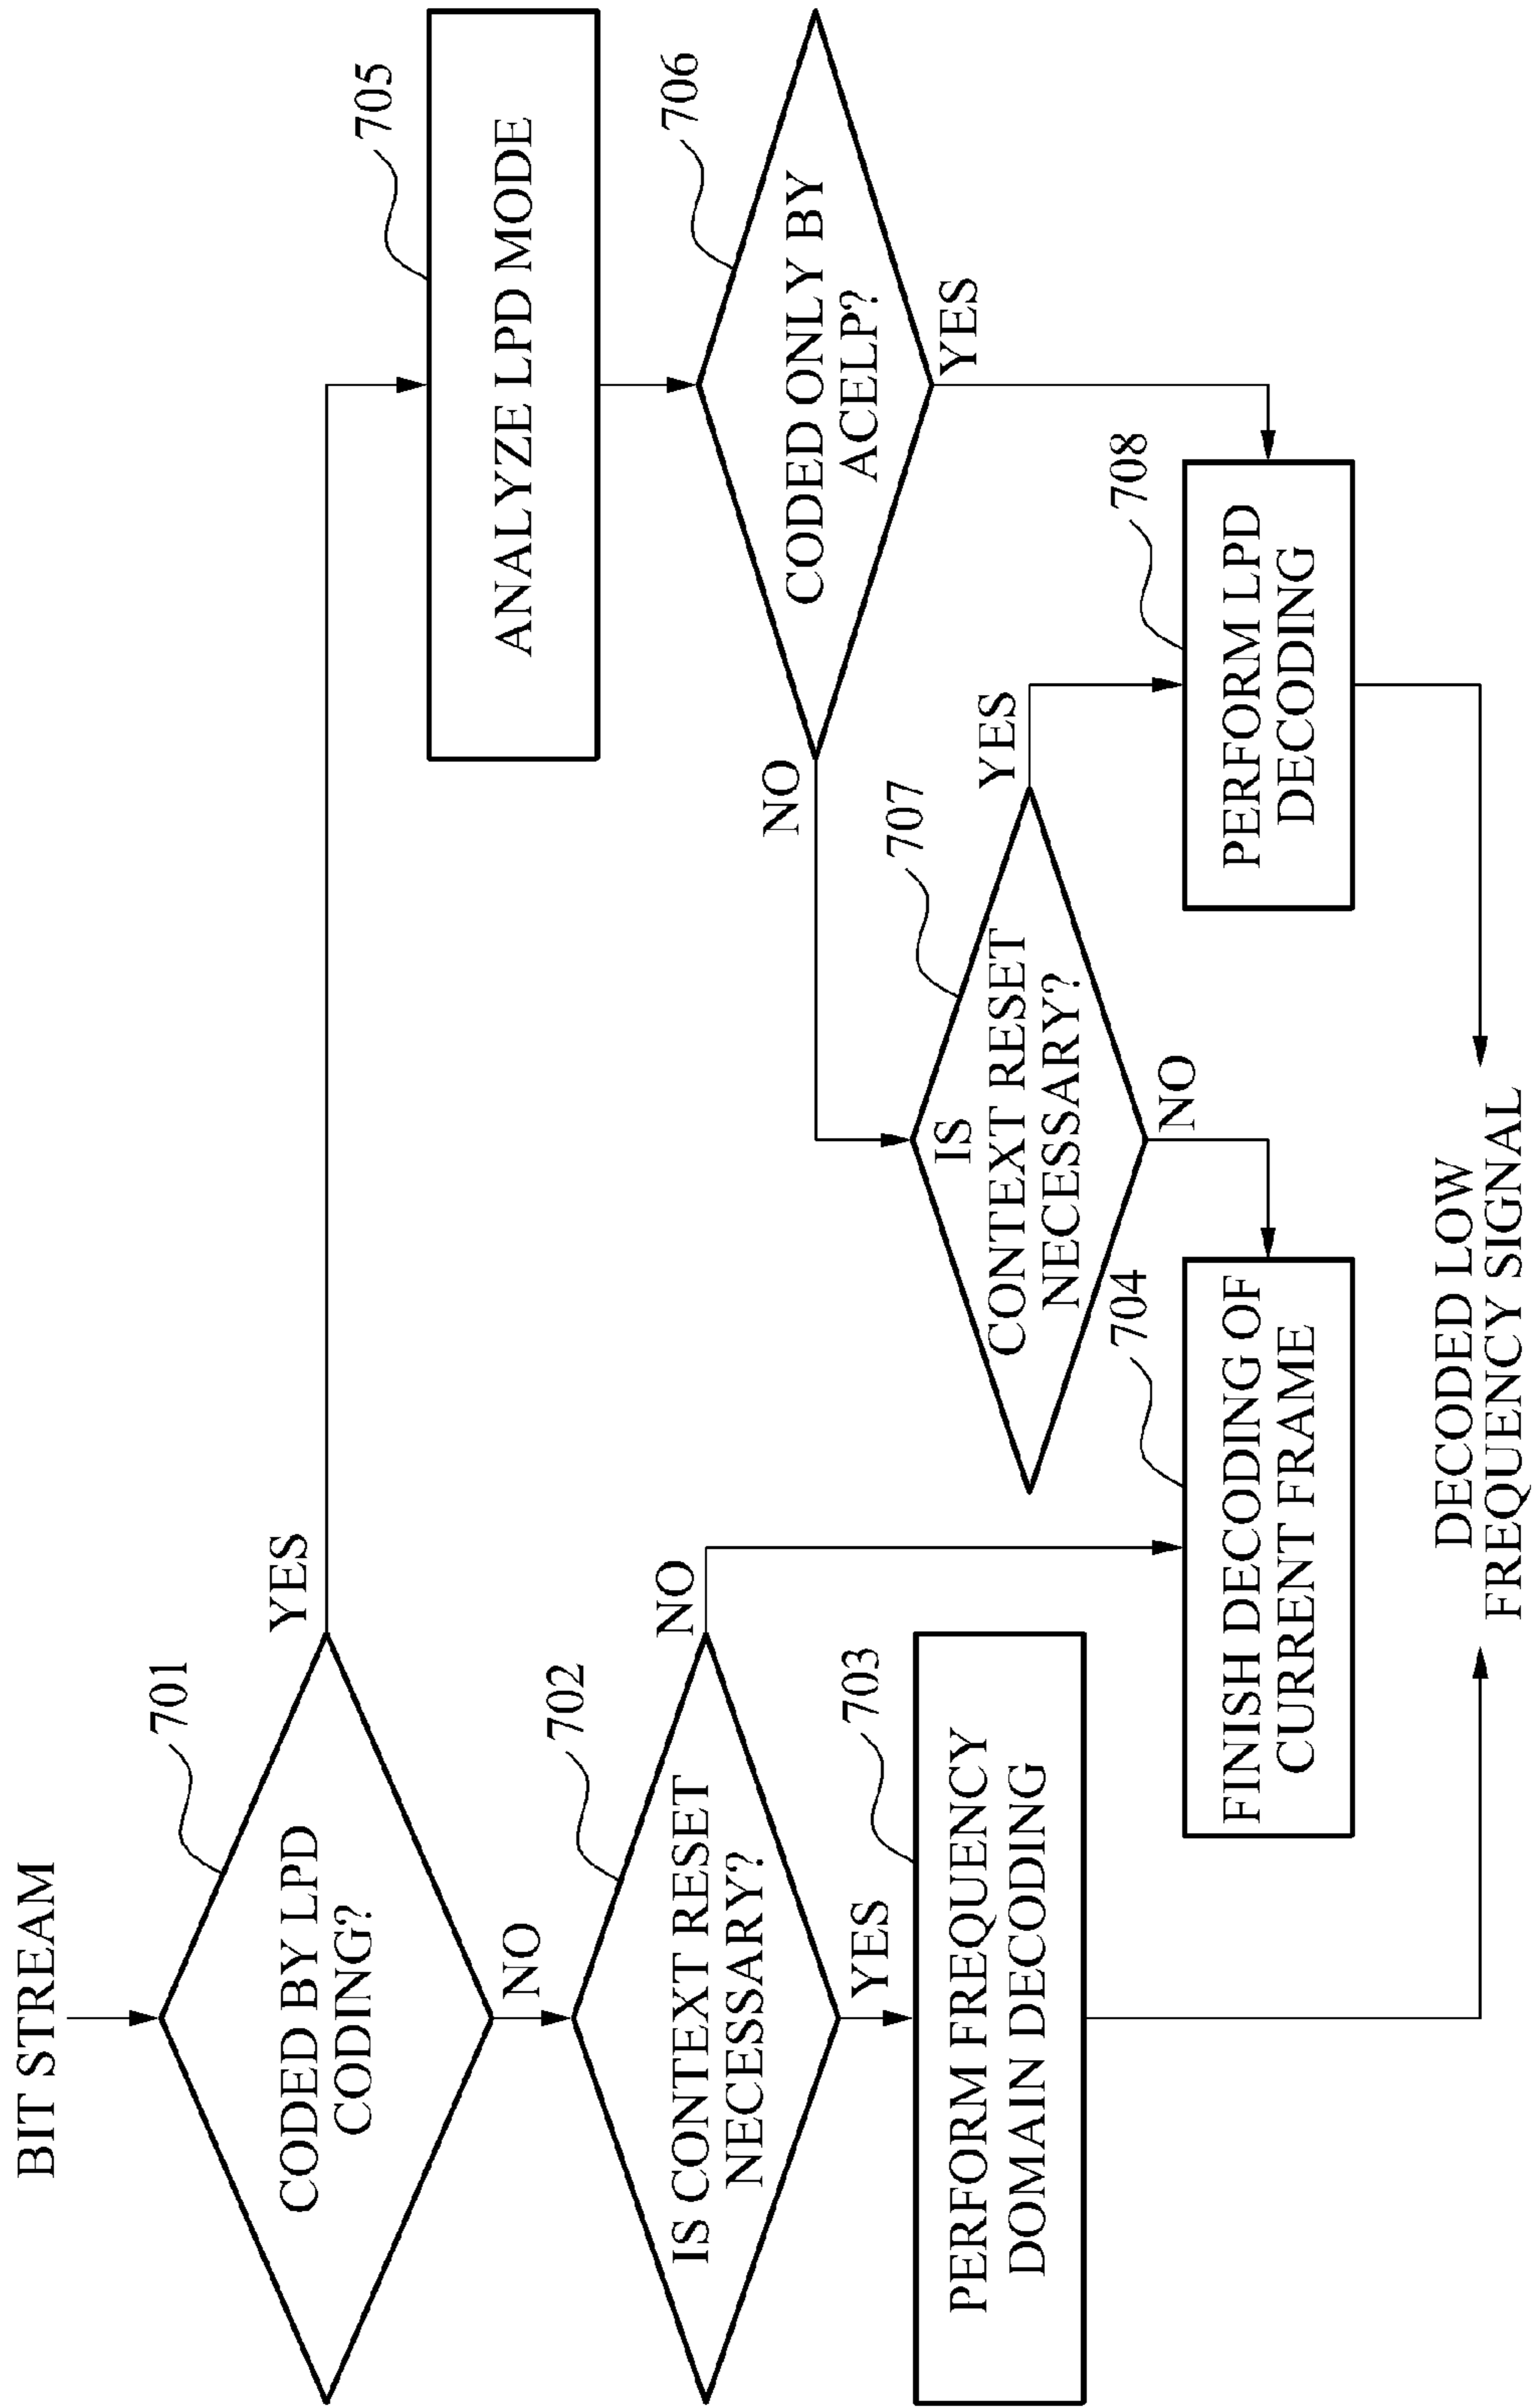 BIT STREAM
701
CODED BY LPD
CODING?
YES
NO
702
IS CONTEXT RESET
NECESSARY?
NO
YES
703
PERFORM FREQUENCY
DOMAIN DECODING
704
FINISH DECODING OF
CURRENT FRAME
705
ANALYZE LPD MODE
706
CODED ONLY BY
ACELP?
NO
YES
707
IS
CONTEXT RESET
NECESSARY?
YES
NO
708
PERFORM LPD
DECODING
DECODED LOW
FREQUENCY SIGNAL